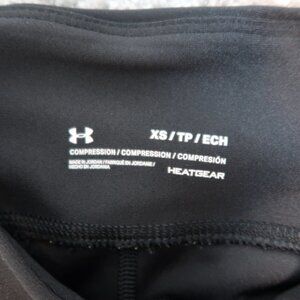 XS / TP / ECH
COMPRESSION / COMPRESSION / COMPRESIÓN
MADE IN JORDAN / FABRIQUÉ EN JORDANIE /
HECHO EN JORDANIA
HEATGEAR